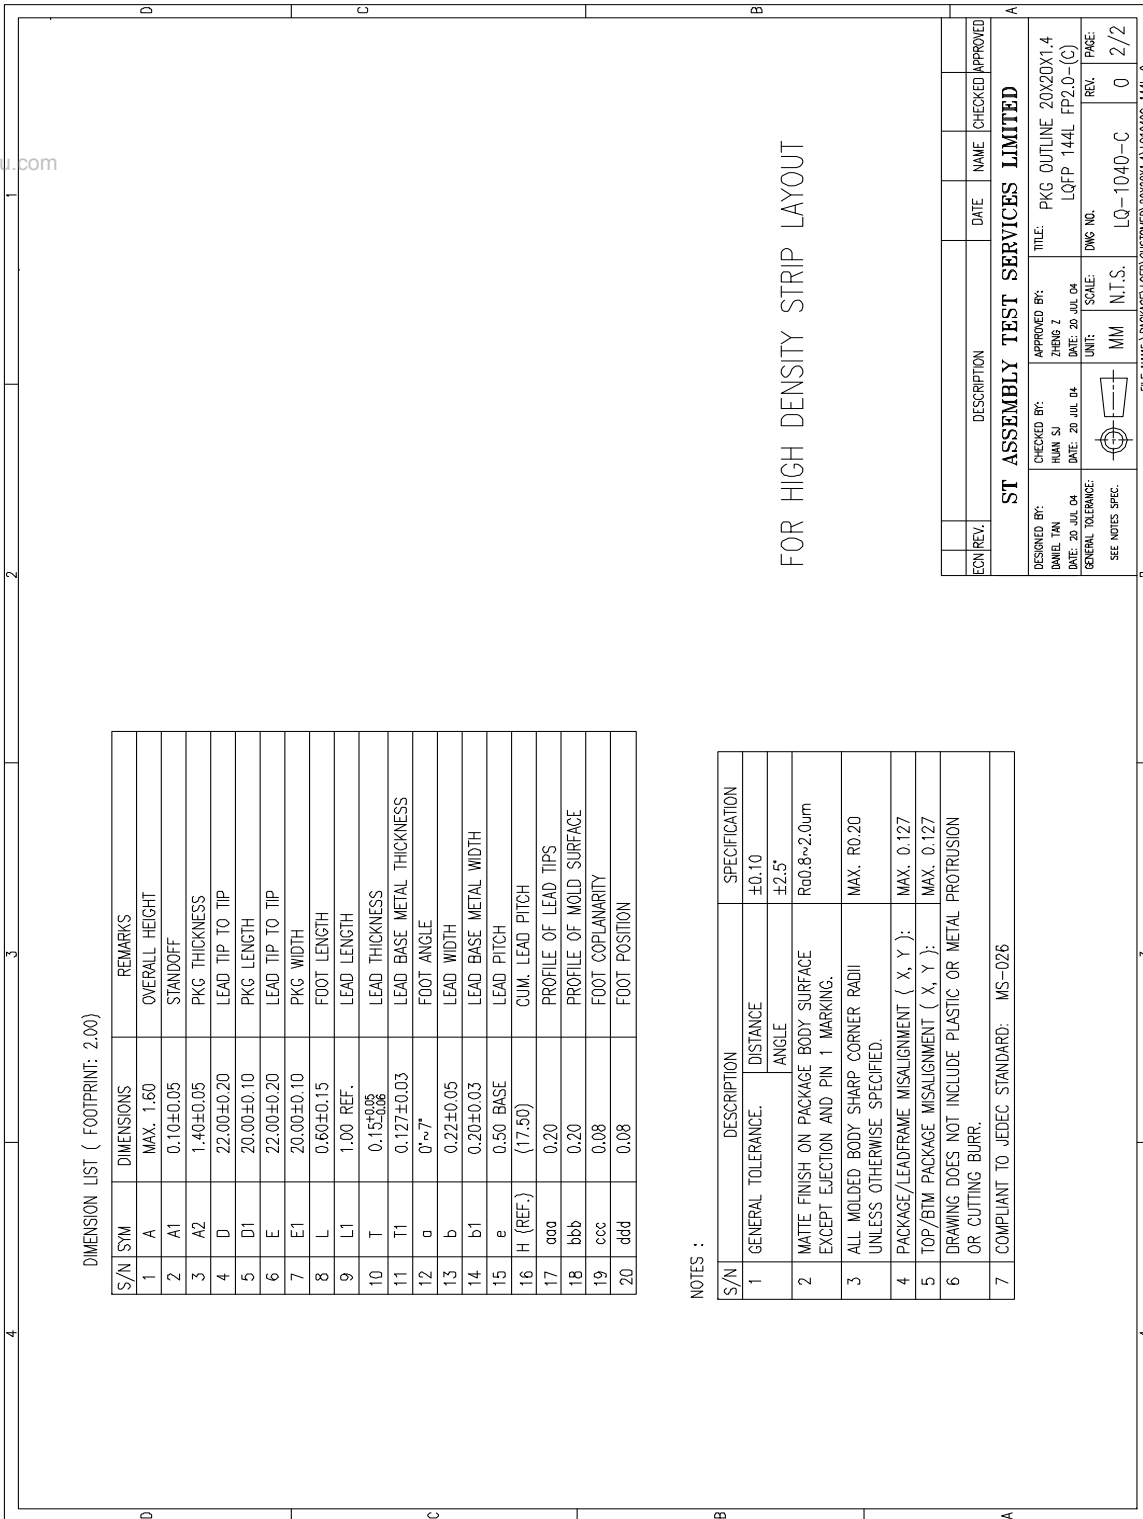 u.com
DIMENSION LIST ( FOOTPRINT: 2.00)
S/N SYM DIMENSIONS REMARKS
1 A MAX. 1.60 OVERALL HEIGHT
2 A1 0.10±0.05 STANDOFF
3 A2 1.40±0.05 PKG THICKNESS
4 D 22.00±0.20 LEAD TIP TO TIP
5 D1 20.00±0.10 PKG LENGTH
6 E 22.00±0.20 LEAD TIP TO TIP
7 E1 20.00±0.10 PKG WIDTH
8 L 0.60±0.15 FOOT LENGTH
9 L1 1.00 REF. LEAD LENGTH
10 T 0.15+0.05 -0.06 LEAD THICKNESS
11 T1 0.127±0.03 LEAD BASE METAL THICKNESS
12 a 0°~7° FOOT ANGLE
13 b 0.22±0.05 LEAD WIDTH
14 b1 0.20±0.03 LEAD BASE METAL WIDTH
15 e 0.50 BASE LEAD PITCH
16 H (REF.) (17.50) CUM. LEAD PITCH
17 aaa 0.20 PROFILE OF LEAD TIPS
18 bbb 0.20 PROFILE OF MOLD SURFACE
19 ccc 0.08 FOOT COPLANARITY
20 ddd 0.08 FOOT POSITION
NOTES :
S/N DESCRIPTION SPECIFICATION
1 GENERAL TOLERANCE. DISTANCE ±0.10
ANGLE ±2.5°
2 MATTE FINISH ON PACKAGE BODY SURFACE Ra0.8~2.0um
EXCEPT EJECTION AND PIN 1 MARKING.
3 ALL MOLDED BODY SHARP CORNER RADII MAX. R0.20
UNLESS OTHERWISE SPECIFIED.
4 PACKAGE/LEADFRAME MISALIGNMENT ( X, Y ): MAX. 0.127
5 TOP/BTM PACKAGE MISALIGNMENT ( X, Y ): MAX. 0.127
6 DRAWING DOES NOT INCLUDE PLASTIC OR METAL PROTRUSION
OR CUTTING BURR.
7 COMPLIANT TO JEDEC STANDARD: MS-026
FOR HIGH DENSITY STRIP LAYOUT
ECN REV. DESCRIPTION DATE NAME CHECKED APPROVED
ST ASSEMBLY TEST SERVICES LIMITED
DESIGNED BY:
DANIEL TAN
DATE: 20 JUL 04
CHECKED BY:
HUAN SJ
DATE: 20 JUL 04
APPROVED BY:
ZHENG Z
DATE: 20 JUL 04
TITLE: PKG OUTLINE 20X20X1.4
LQFP 144L FP2.0-(C)
GENERAL TOLERANCE:
SEE NOTES SPEC.
UNIT:
MM
SCALE:
N.T.S.
DWG NO.
LQ-1040-C
REV.
0
PAGE:
2/2
4 3 2 1
D C B A
D C B A